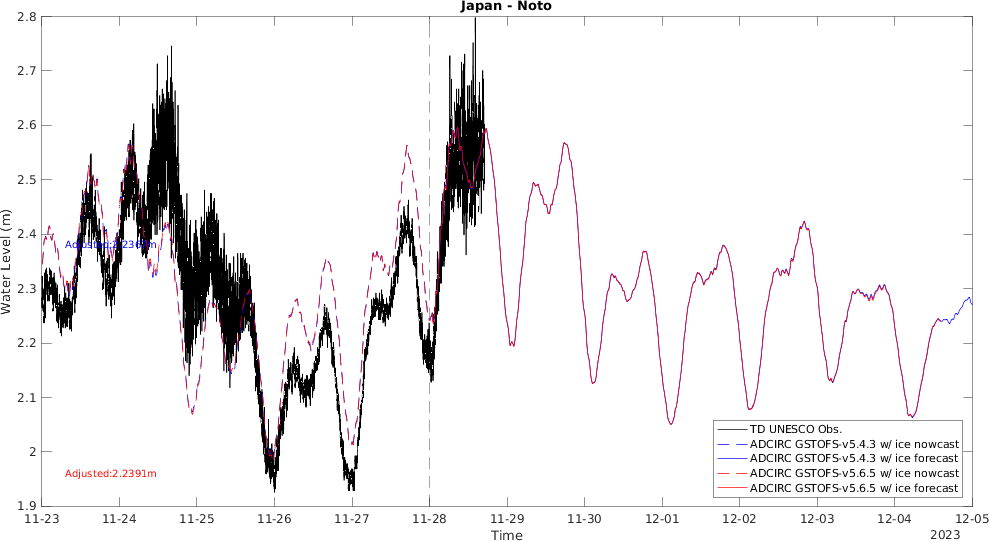 Japan - Noto
2.8
2.7
2.6
2.5
2.4
2.3
2.2
2.1
2
1.9
Water Level (m)
Adjusted:2.2391m
11-23
11-24
11-25
11-26
11-27
11-28
11-29
11-30
12-01
12-02
12-03
12-04
12-05
Time
2023
TD UNESCO Obs.
ADCIRC GSTOFS-v5.4.3 w/ ice nowcast
ADCIRC GSTOFS-v5.4.3 w/ ice forecast
ADCIRC GSTOFS-v5.6.5 w/ ice nowcast
ADCIRC GSTOFS-v5.6.5 w/ ice forecast